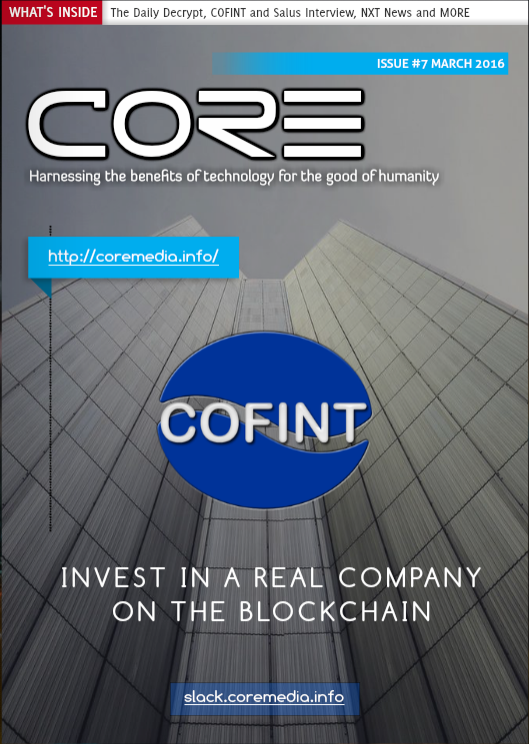 WHAT'S INSIDE The Daily Decrypt, COFINT and Salus Interview, NXT News and MORE
ISSUE #7 MARCH 2016
CORE
Harnessing the benefits of technology for the good of humanity
http://coremedia.info/
COFINT
INVEST IN A REAL COMPANY
ON THE BLOCKCHAIN
slack.coremedia.info